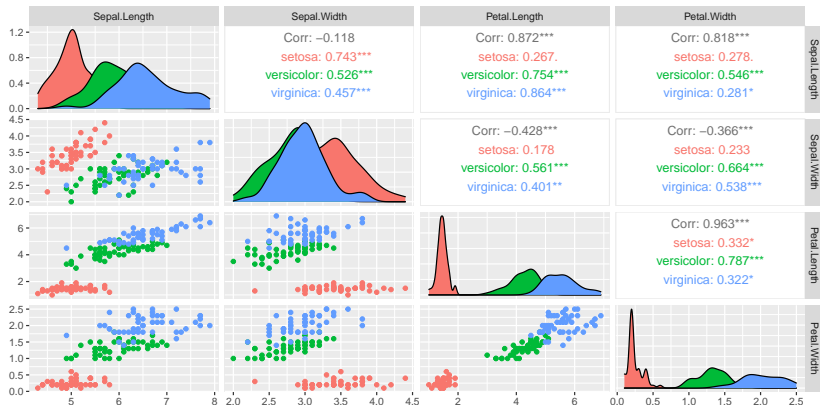 Sepal.Length Sepal.Width Petal.Length Petal.Width
1.2
0.8
0.4
0.0
Corr: −0.118
setosa: 0.743***
versicolor: 0.526***
virginica: 0.457***
Corr: 0.872***
setosa: 0.267.
versicolor: 0.754***
virginica: 0.864***
Corr: 0.818***
setosa: 0.278.
versicolor: 0.546***
virginica: 0.281*
Sepal.Length
4.5
4.0
3.5
3.0
2.5
2.0
Corr: −0.428***
setosa: 0.178
versicolor: 0.561***
virginica: 0.401**
Corr: −0.366***
setosa: 0.233
versicolor: 0.664***
virginica: 0.538***
Sepal.Width
6
4
2
Corr: 0.963***
setosa: 0.332*
versicolor: 0.787***
virginica: 0.322*
Petal.Length
2.5
2.0
1.5
1.0
0.5
0.0
Petal.Width
5 6 7 8
2.0 2.5 3.0 3.5 4.0 4.5
2 4 6
0.0 0.5 1.0 1.5 2.0 2.5